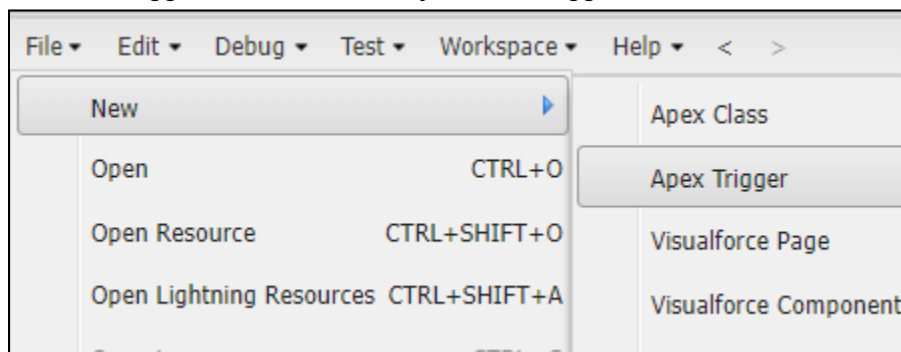 File Edit Debug Test Workspace Help < >
New Apex Class
Open CTRL+O Apex Trigger
Open Resource CTRL+SHIFT+O Visualforce Page
Open Lightning Resources CTRL+SHIFT+A Visualforce Component